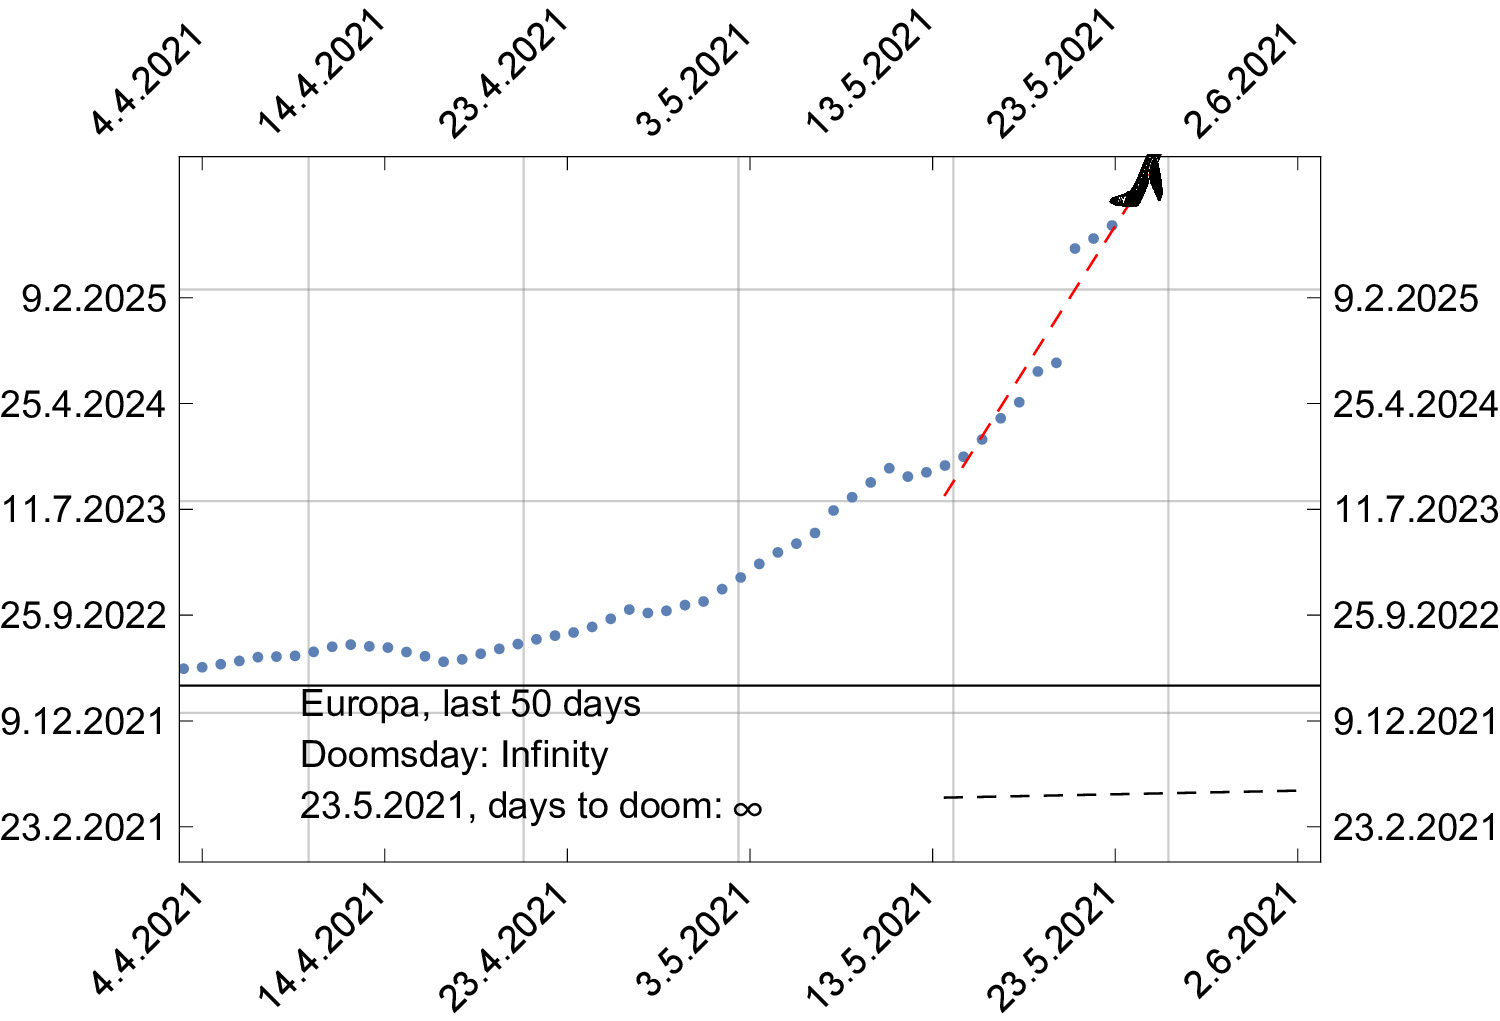 4.4.2021 14.4.2021 23.4.2021 3.5.2021 13.5.2021 23.5.2021 2.6.2021
9.2.2025 9.2.2025
25.4.2024 25.4.2024
11.7.2023 11.7.2023
25.9.2022 25.9.2022
Europa, last 50 days
9.12.2021 9.12.2021
Doomsday: Infinity
23.5.2021, days to doom: ∞
23.2.2021 23.2.2021
4.4.2021 14.4.2021 23.4.2021 3.5.2021 13.5.2021 23.5.2021 2.6.2021